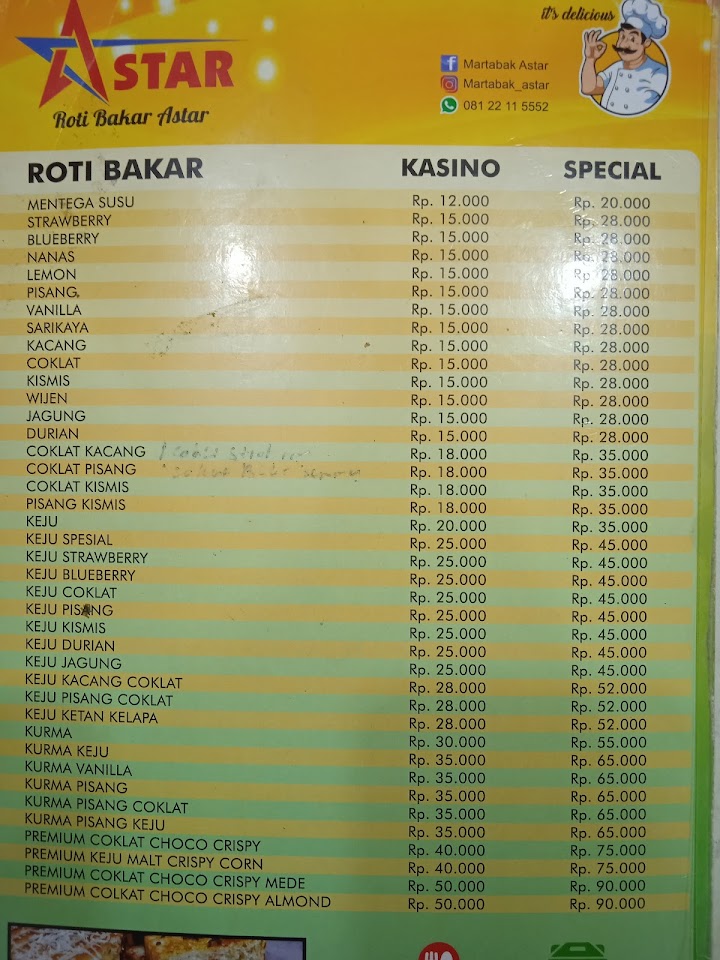 ASTAR
Roti Bakar Astar
it's delicious
Martabak Astar
Martabak_astar
081 22 11 5552
ROTI BAKAR KASINO SPECIAL
MENTEGA SUSU Rp. 12.000 Rp. 20.000
STRAWBERRY Rp. 15.000 Rp. 28.000
BLUEBERRY Rp. 15.000 Rp. 28.000
NANAS Rp. 15.000 Rp. 28.000
LEMON Rp. 15.000 Rp. 28.000
PISANG Rp. 15.000 Rp. 28.000
VANILLA Rp. 15.000 Rp. 28.000
SARIKAYA Rp. 15.000 Rp. 28.000
KACANG Rp. 15.000 Rp. 28.000
COKLAT Rp. 15.000 Rp. 28.000
KISMIS Rp. 15.000 Rp. 28.000
WIJEN Rp. 15.000 Rp. 28.000
JAGUNG Rp. 15.000 Rp. 28.000
DURIAN Rp. 15.000 Rp. 28.000
COKLAT KACANG Rp. 18.000 Rp. 35.000
COKLAT PISANG Rp. 18.000 Rp. 35.000
COKLAT KISMIS Rp. 18.000 Rp. 35.000
PISANG KISMIS Rp. 18.000 Rp. 35.000
KEJU Rp. 20.000 Rp. 35.000
KEJU SPESIAL Rp. 25.000 Rp. 45.000
KEJU STRAWBERRY Rp. 25.000 Rp. 45.000
KEJU BLUEBERRY Rp. 25.000 Rp. 45.000
KEJU COKLAT Rp. 25.000 Rp. 45.000
KEJU PISANG Rp. 25.000 Rp. 45.000
KEJU KISMIS Rp. 25.000 Rp. 45.000
KEJU DURIAN Rp. 25.000 Rp. 45.000
KEJU JAGUNG Rp. 25.000 Rp. 45.000
KEJU KACANG COKLAT Rp. 28.000 Rp. 52.000
KEJU PISANG COKLAT Rp. 28.000 Rp. 52.000
KEJU KETAN KELAPA Rp. 28.000 Rp. 52.000
KURMA Rp. 30.000 Rp. 55.000
KURMA KEJU Rp. 35.000 Rp. 65.000
KURMA VANILLA Rp. 35.000 Rp. 65.000
KURMA PISANG Rp. 35.000 Rp. 65.000
KURMA PISANG COKLAT Rp. 35.000 Rp. 65.000
KURMA PISANG KEJU Rp. 35.000 Rp. 65.000
PREMIUM COKLAT CHOCO CRISPY Rp. 40.000 Rp. 75.000
PREMIUM KEJU MALT CRISPY CORN Rp. 40.000 Rp. 75.000
PREMIUM COKLAT CHOCO CRISPY MEDE Rp. 50.000 Rp. 90.000
PREMIUM COLKAT CHOCO CRISPY ALMOND Rp. 50.000 Rp. 90.000